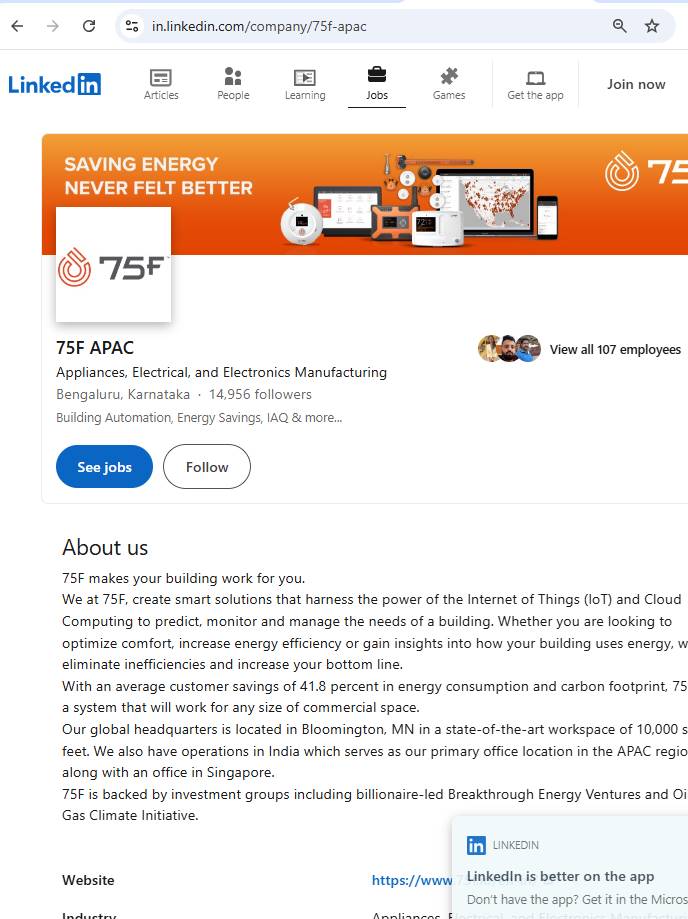 in.linkedin.com/company/75f-apac
Linkedin
Articles
People
Learning
Jobs
Games
Get the app
Join now
SAVING ENERGY
NEVER FELT BETTER
75
75F
75F APAC
View all 107 employees
Appliances, Electrical, and Electronics Manufacturing
Bengaluru, Karnataka · 14,956 followers
Building Automation, Energy Savings, IAQ & more...
See jobs
Follow
About us
75F makes your building work for you.
We at 75F, create smart solutions that harness the power of the Internet of Things (IoT) and Cloud
Computing to predict, monitor and manage the needs of a building. Whether you are looking to
optimize comfort, increase energy efficiency or gain insights into how your building uses energy, w
eliminate inefficiencies and increase your bottom line.
With an average customer savings of 41.8 percent in energy consumption and carbon footprint, 75
a system that will work for any size of commercial space.
Our global headquarters is located in Bloomington, MN in a state-of-the-art workspace of 10,000 s
feet. We also have operations in India which serves as our primary office location in the APAC regio
along with an office in Singapore.
75F is backed by investment groups including billionaire-led Breakthrough Energy Ventures and Oi
Gas Climate Initiative.
in LINKEDIN
LinkedIn is better on the app
Don't have the app? Get it in the Micros
Website
https://www
Industry
Appliances, Electrical, and Electronics Manufactur